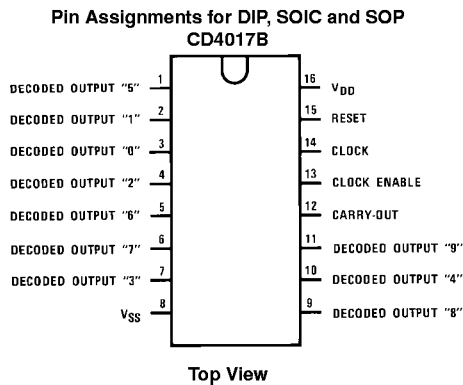 Pin Assignments for DIP, SOIC and SOP
CD4017B
DECODED OUTPUT "5" 1
16 VDD
DECODED OUTPUT "1" 2
15 RESET
DECODED OUTPUT "0" 3
14 CLOCK
DECODED OUTPUT "2" 4
13 CLOCK ENABLE
DECODED OUTPUT "6" 5
12 CARRY-OUT
DECODED OUTPUT "7" 6
11 DECODED OUTPUT "9"
DECODED OUTPUT "3" 7
10 DECODED OUTPUT "4"
VSS 8
9 DECODED OUTPUT "8"
Top View